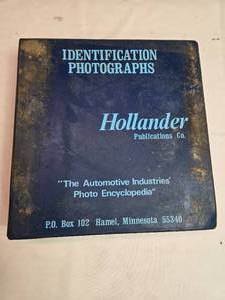 IDENTIFICATION
PHOTOGRAPHS
Hollander
Publications Co.
"The Automotive Industries'
Photo Encyclopedia"
P.O. Box 102 Hamel, Minnesota 55340